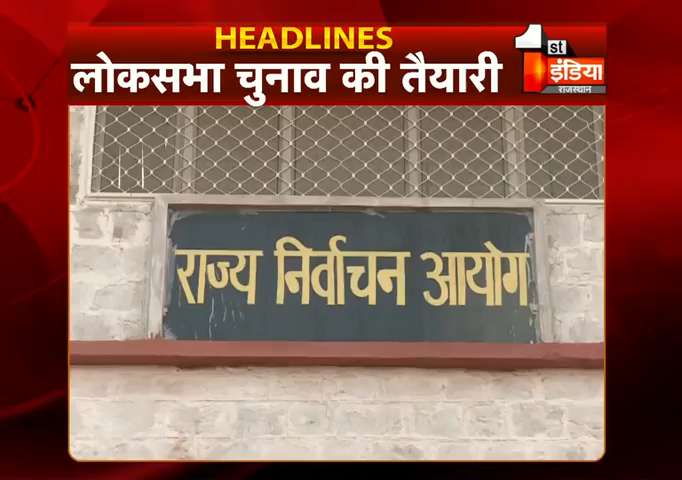 HEADLINES
लोकसभा चुनाव की तैयारी
1st
इंडिया
राजस्थान
राज्य निर्वाचन आयोग